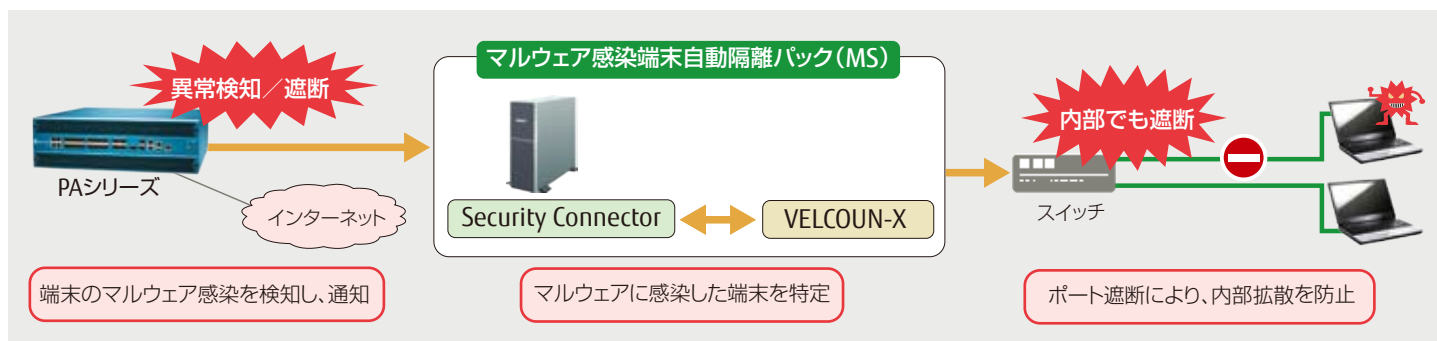 異常検知／遮断
PAシリーズ
インターネット
端末のマルウェア感染を検知し、通知
マルウェア感染端末自動隔離パック(MS)
Security Connector
VELCOUN-X
マルウェアに感染した端末を特定
内部でも遮断
スイッチ
ポート遮断により、内部拡散を防止